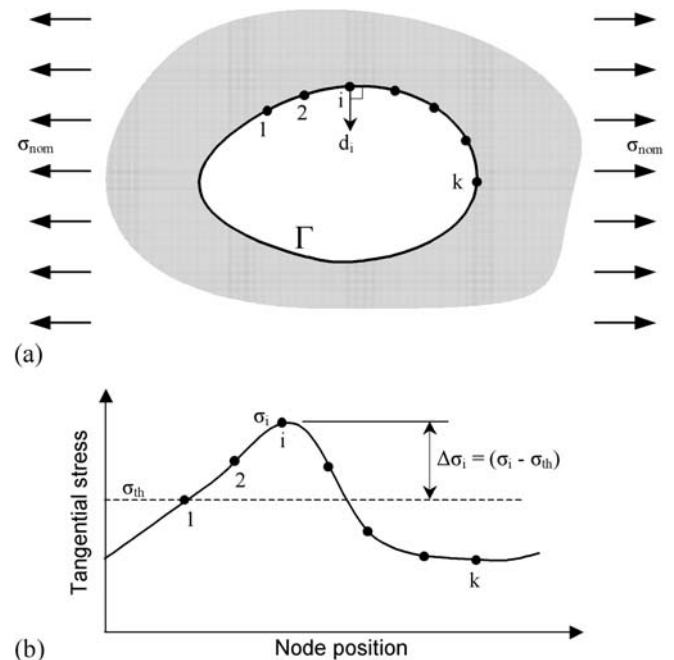 1
2
i
dᵢ
σnom
σnom
k
Γ
(a)
Tangential stress
σᵢ
i
2
σth
1
Δσᵢ = (σᵢ - σth)
k
(b)
Node position